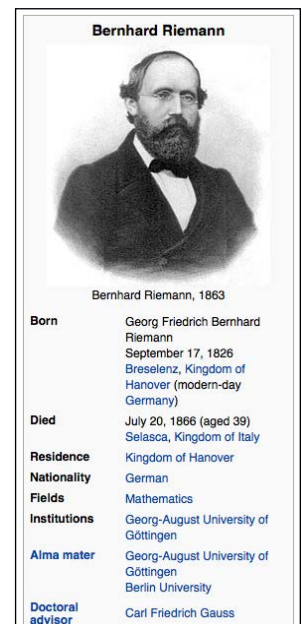 Bernhard Riemann
Bernhard Riemann, 1863
Born Georg Friedrich Bernhard
Riemann
September 17, 1826
Breselenz, Kingdom of
Hanover (modern-day
Germany)
Died July 20, 1866 (aged 39)
Selasca, Kingdom of Italy
Residence Kingdom of Hanover
Nationality German
Fields Mathematics
Institutions Georg-August University of
Göttingen
Alma mater Georg-August University of
Göttingen
Berlin University
Doctoral
advisor Carl Friedrich Gauss